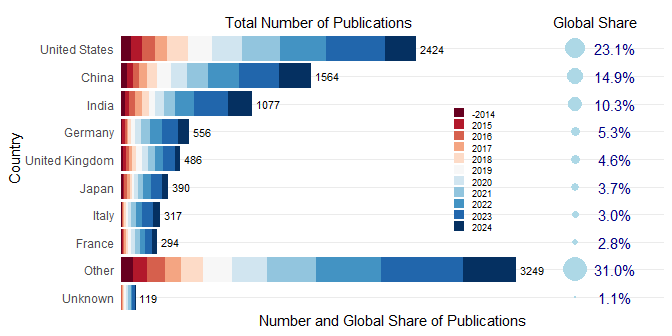 Total Number of Publications
Global Share
United States 2424 23.1%
China 1564 14.9%
India 1077 10.3%
Germany 556 5.3%
United Kingdom 486 4.6%
Japan 390 3.7%
Italy 317 3.0%
France 294 2.8%
Other 3249 31.0%
Unknown 119 1.1%
-2014
2015
2016
2017
2018
2019
2020
2021
2022
2023
2024
Country
Number and Global Share of Publications